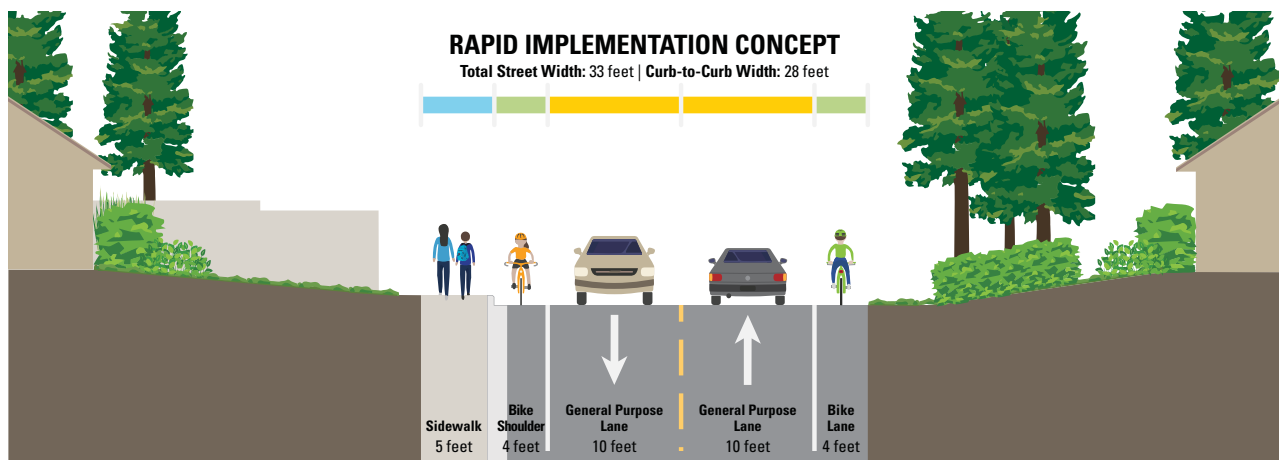 RAPID IMPLEMENTATION CONCEPT
Total Street Width: 33 feet | Curb-to-Curb Width: 28 feet
Sidewalk
5 feet
Bike
Shoulder
4 feet
General Purpose
Lane
10 feet
General Purpose
Lane
10 feet
Bike
Lane
4 feet